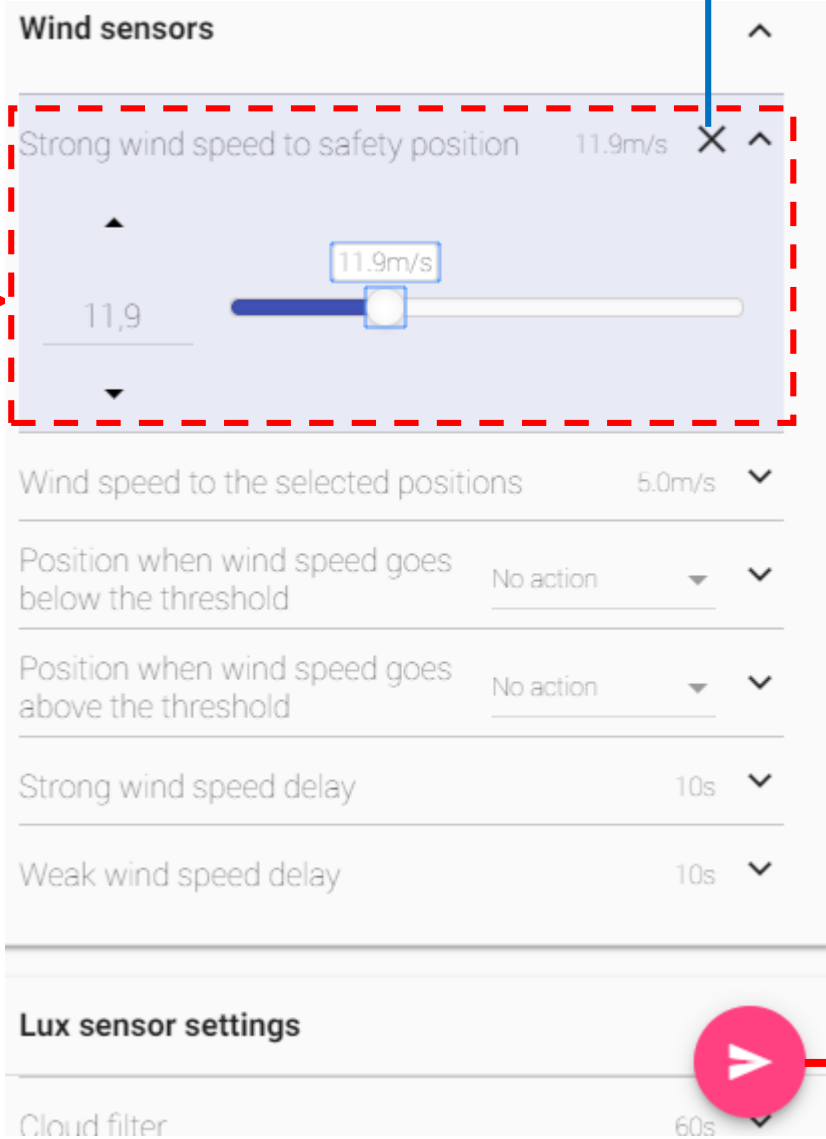 Wind sensors
Strong wind speed to safety position 11.9m/s
11.9m/s
11,9
Wind speed to the selected positions 5.0m/s
Position when wind speed goes
below the threshold
No action
Position when wind speed goes
above the threshold
No action
Strong wind speed delay 10s
Weak wind speed delay 10s
Lux sensor settings
Cloud filter 60s